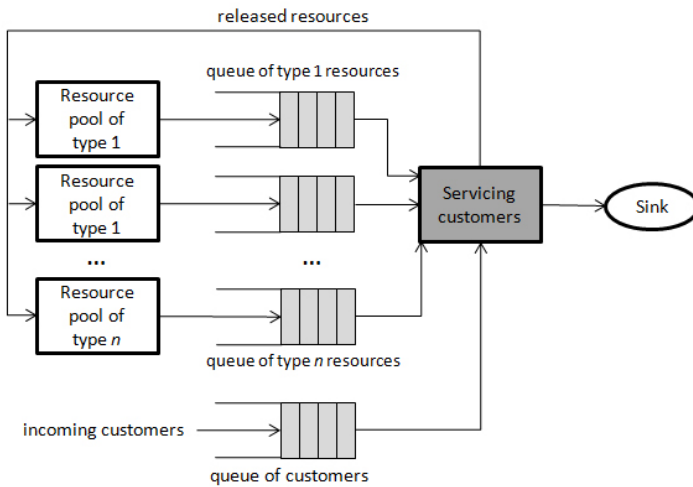 released resources
queue of type 1 resources
Resource
pool of
type 1
Resource
pool of
type 1
Servicing
customers
Sink
...
...
Resource
pool of
type n
queue of type n resources
incoming customers
queue of customers